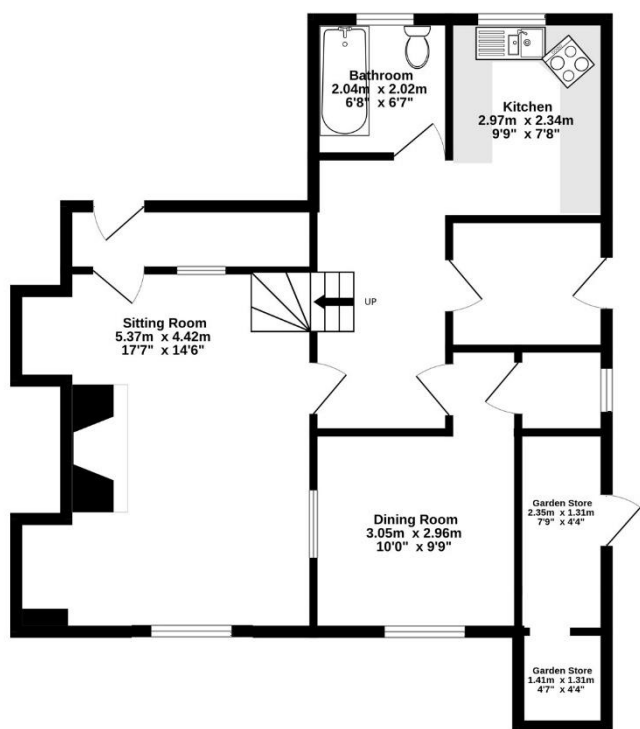 Bathroom
2.04m x 2.02m
6'8" x 6'7"
Kitchen
2.97m x 2.34m
9'9" x 7'8"
UP
Sitting Room
5.37m x 4.42m
17'7" x 14'6"
Dining Room
3.05m x 2.96m
10'0" x 9'9"
Garden Store
2.35m x 1.31m
7'9" x 4'4"
Garden Store
1.41m x 1.31m
4'7" x 4'4"